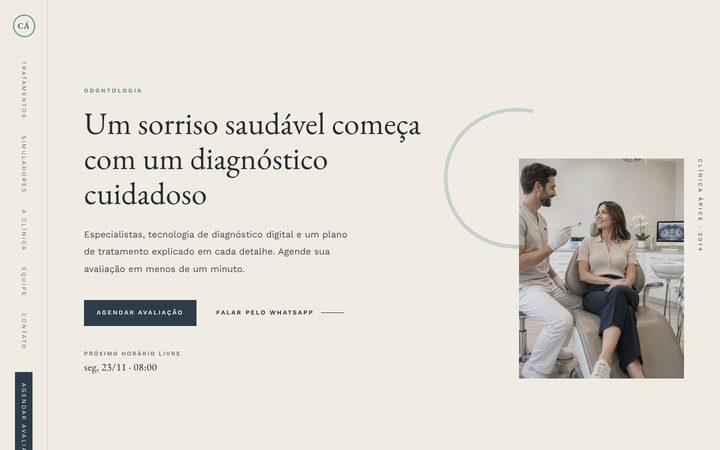 CÁ
TRATAMENTOS
SIMULADORES
A CLÍNICA
EQUIPE
CONTATO
AGENDAR
ODONTOLOGIA
Um sorriso saudável começa
com um diagnóstico
cuidadoso
Especialistas, tecnologia de diagnóstico digital e um plano
de tratamento explicado em cada detalhe. Agende sua
avaliação em menos de um minuto.
AGENDAR AVALIAÇÃO
FALAR PELO WHATSAPP
PRÓXIMO HORÁRIO LIVRE
seg, 23/11 · 08:00
CLÍNICA ÁPICE · 2014